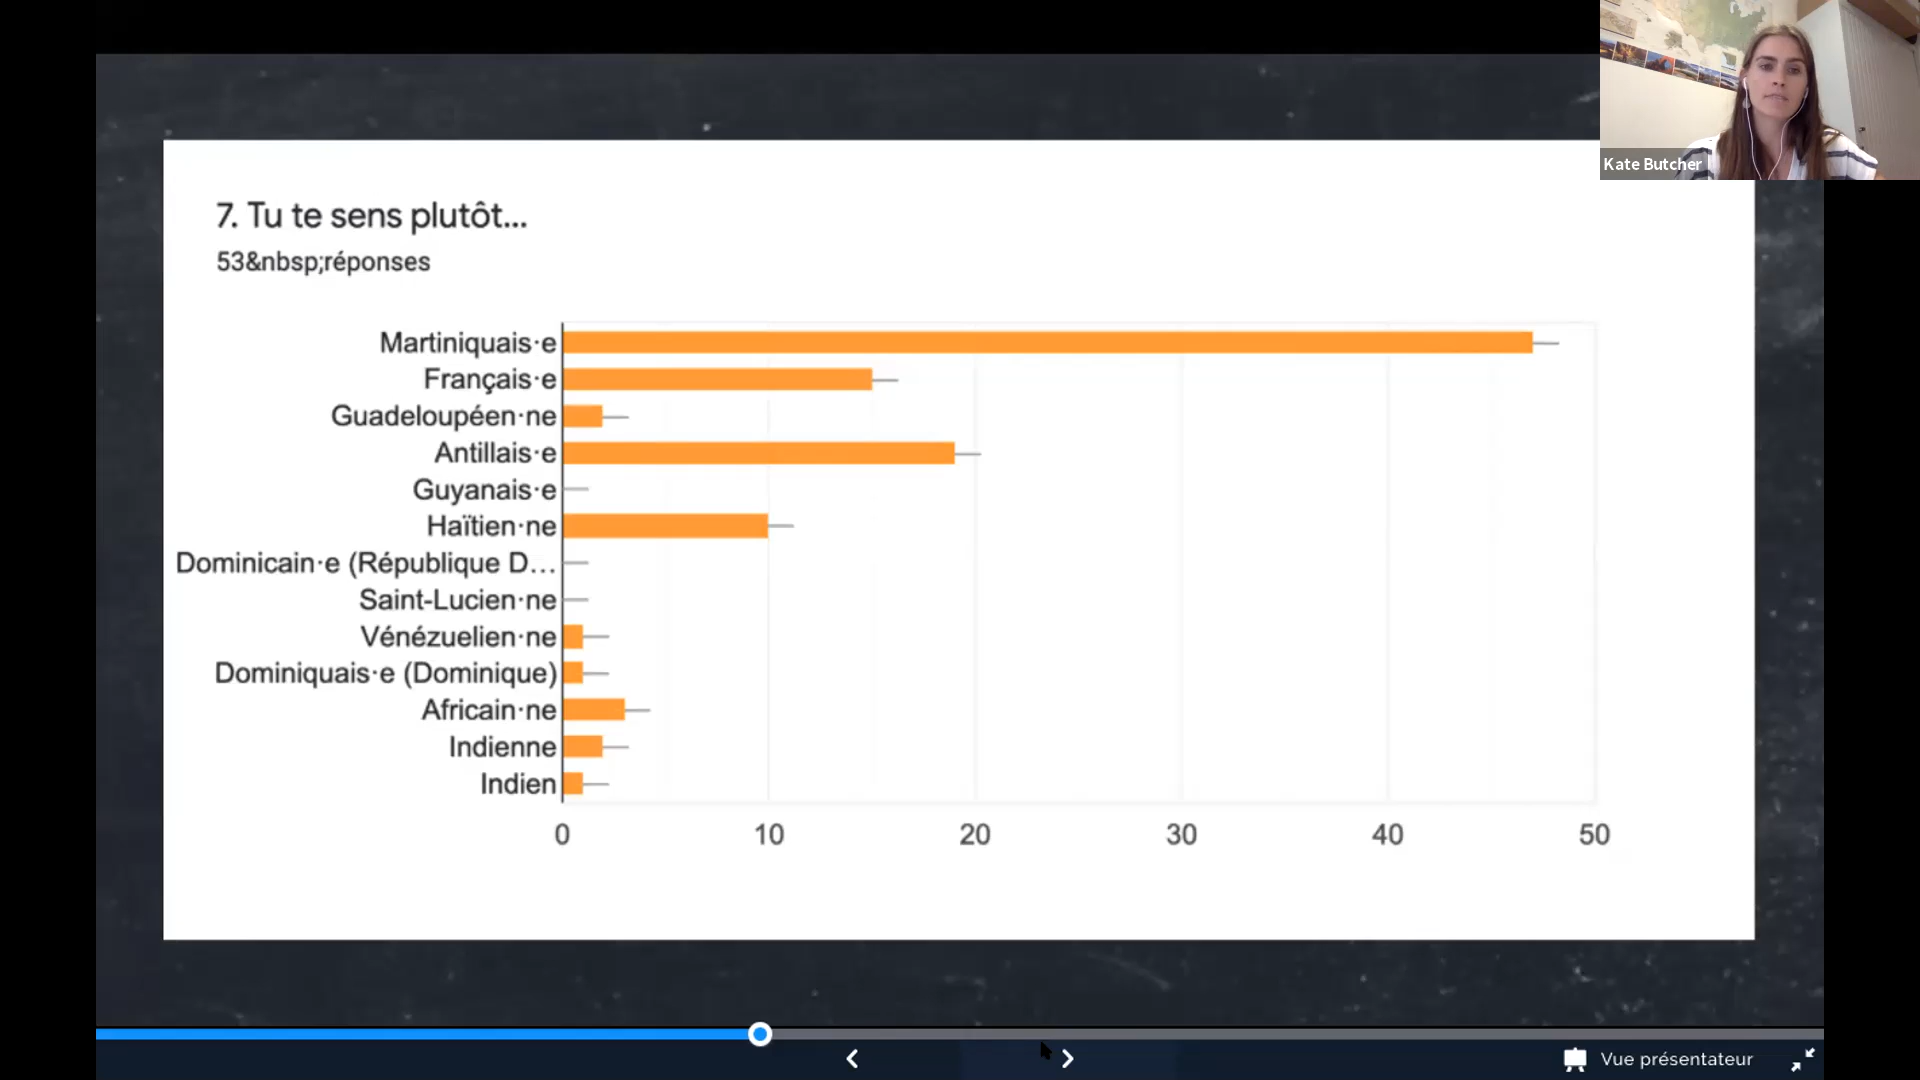 Kate Butcher
7. Tu te sens plutôt...
53&nbsp;réponses
Martiniquais·e
Français·e
Guadeloupéen·ne
Antillais·e
Guyanais·e
Haïtien·ne
Dominicain·e (République D…
Saint-Lucien·ne
Vénézuelien·ne
Dominiquais·e (Dominique)
Africain·ne
Indienne
Indien
0 10 20 30 40 50
Vue présentateur